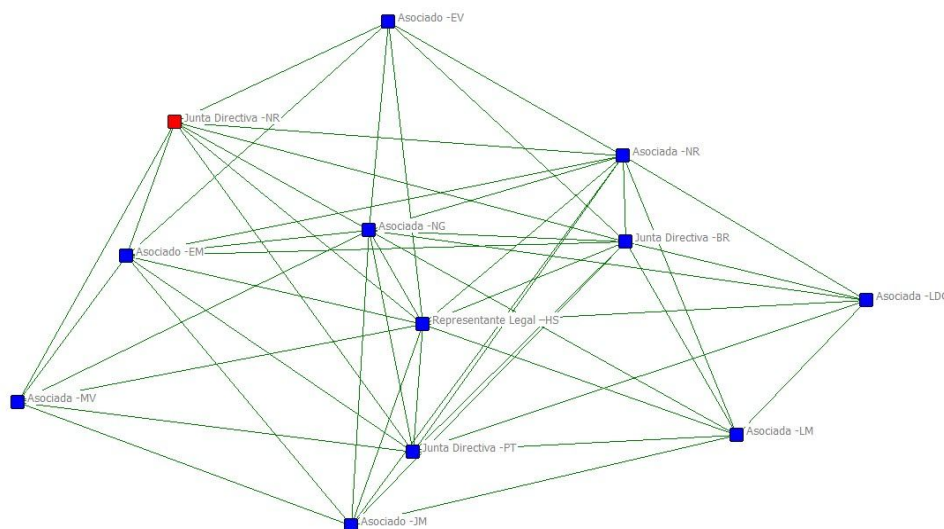 Asociado -EV
Junta Directiva -NR
Asociada -NR
Asociada -NG
Junta Directiva -BR
Asociado -EM
Asociada -LDC
Representante Legal –HS
Asociada -MV
Asociada -LM
Junta Directiva -PT
Asociado -JM